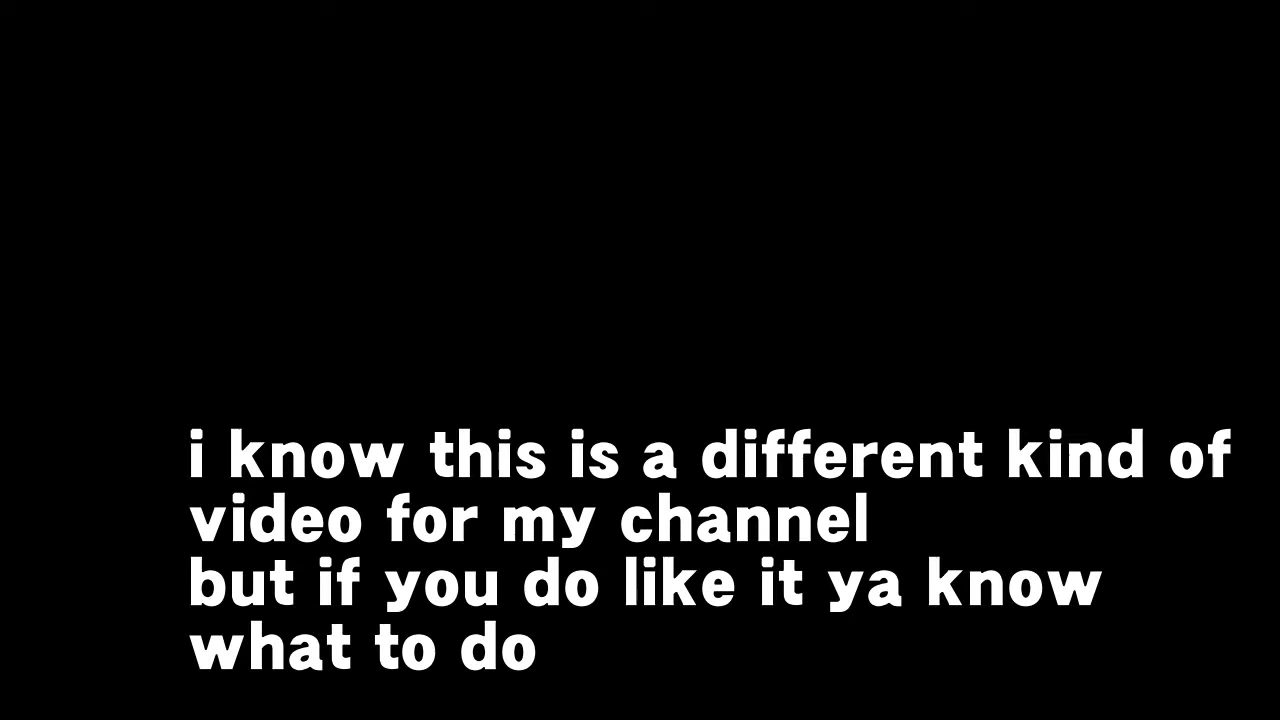 i know this is a different kind of
video for my channel
but if you do like it ya know
what to do